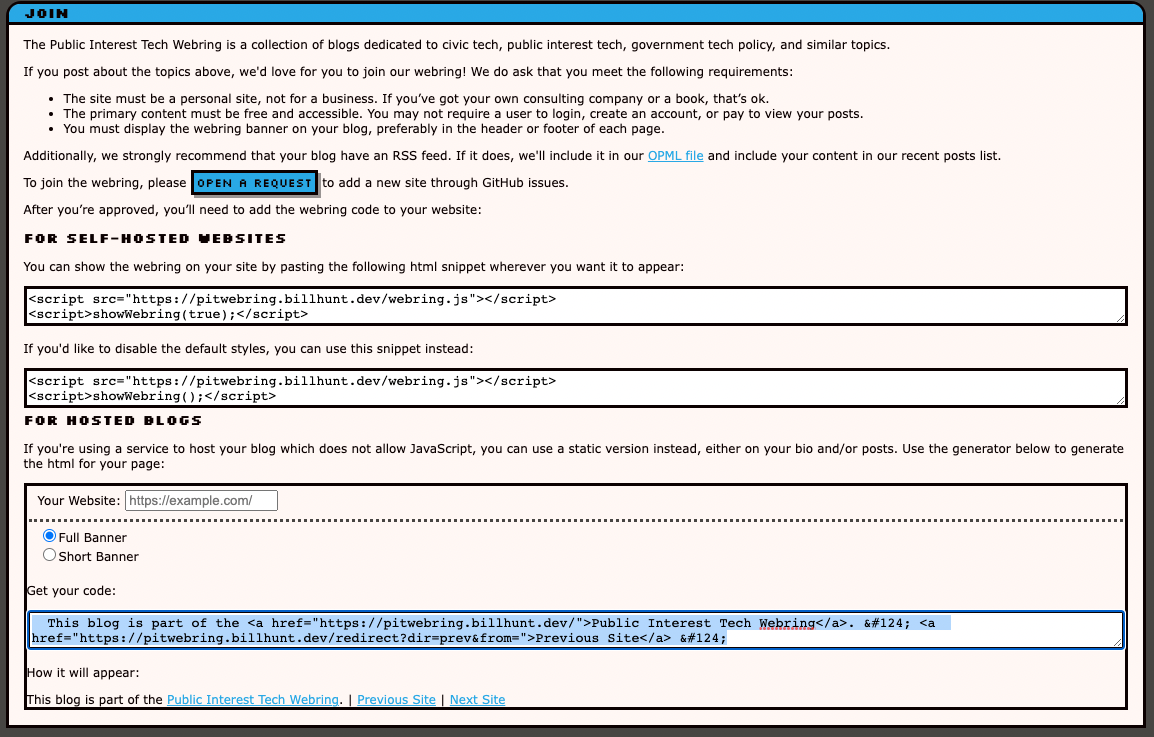 JOIN
The Public Interest Tech Webring is a collection of blogs dedicated to civic tech, public interest tech, government tech policy, and similar topics.
If you post about the topics above, we'd love for you to join our webring! We do ask that you meet the following requirements:
• The site must be a personal site, not for a business. If you’ve got your own consulting company or a book, that’s ok.
• The primary content must be free and accessible. You may not require a user to login, create an account, or pay to view your posts.
• You must display the webring banner on your blog, preferably in the header or footer of each page.
Additionally, we strongly recommend that your blog have an RSS feed. If it does, we'll include it in our OPML file and include your content in our recent posts list.
To join the webring, please OPEN A REQUEST to add a new site through GitHub issues.
After you’re approved, you’ll need to add the webring code to your website:
FOR SELF-HOSTED WEBSITES
You can show the webring on your site by pasting the following html snippet wherever you want it to appear:
<script src="https://pitwebring.billhunt.dev/webring.js"></script>
<script>showWebring(true);</script>
If you'd like to disable the default styles, you can use this snippet instead:
<script src="https://pitwebring.billhunt.dev/webring.js"></script>
<script>showWebring();</script>
FOR HOSTED BLOGS
If you're using a service to host your blog which does not allow JavaScript, you can use a static version instead, either on your bio and/or posts. Use the generator below to generate
the html for your page:
Your Website: https://example.com/
Full Banner
Short Banner
Get your code:
This blog is part of the <a href="https://pitwebring.billhunt.dev/">Public Interest Tech Webring</a>. &#124; <a
href="https://pitwebring.billhunt.dev/redirect?dir=prev&from=">Previous Site</a> &#124;
How it will appear:
This blog is part of the Public Interest Tech Webring. | Previous Site | Next Site